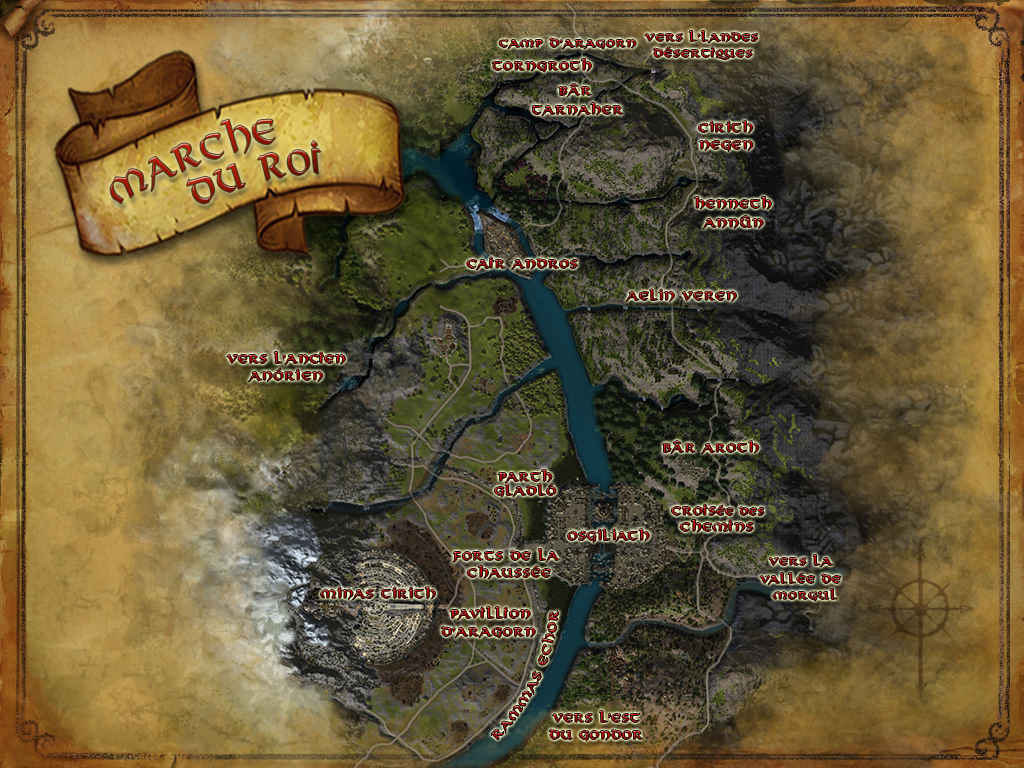 MARCHE
DU ROI
CAMP D'ARAGORN
VERS L'LANDES
DÉSERTIQUES
TORNGROTH
BÂR
TARNAHER
CIRITH
NEGEN
HENNETH
ANNÛN
CAIR ANDROS
AELIN VEREN
VERS L'ANCIEN
ANÓRIEN
BÂR AROTH
PARTH
GLADLÓ
CROISÉE DES
CHEMINS
OSGILIATH
FORTS DE LA
CHAUSSÉE
VERS LA
VALLÉE DE
MORGUL
MINAS TIRITH
PAVILLION
D'ARAGORN
RAMMAS ECHOR
VERS L'EST
DU GONDOR